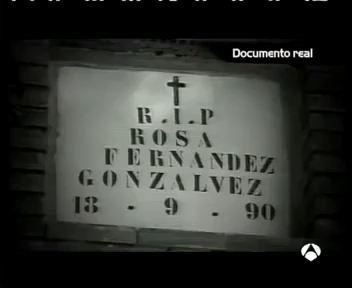 Documento real
R.I.P
ROSA
FERNANDEZ
GONZALVEZ
18 - 9 - 90